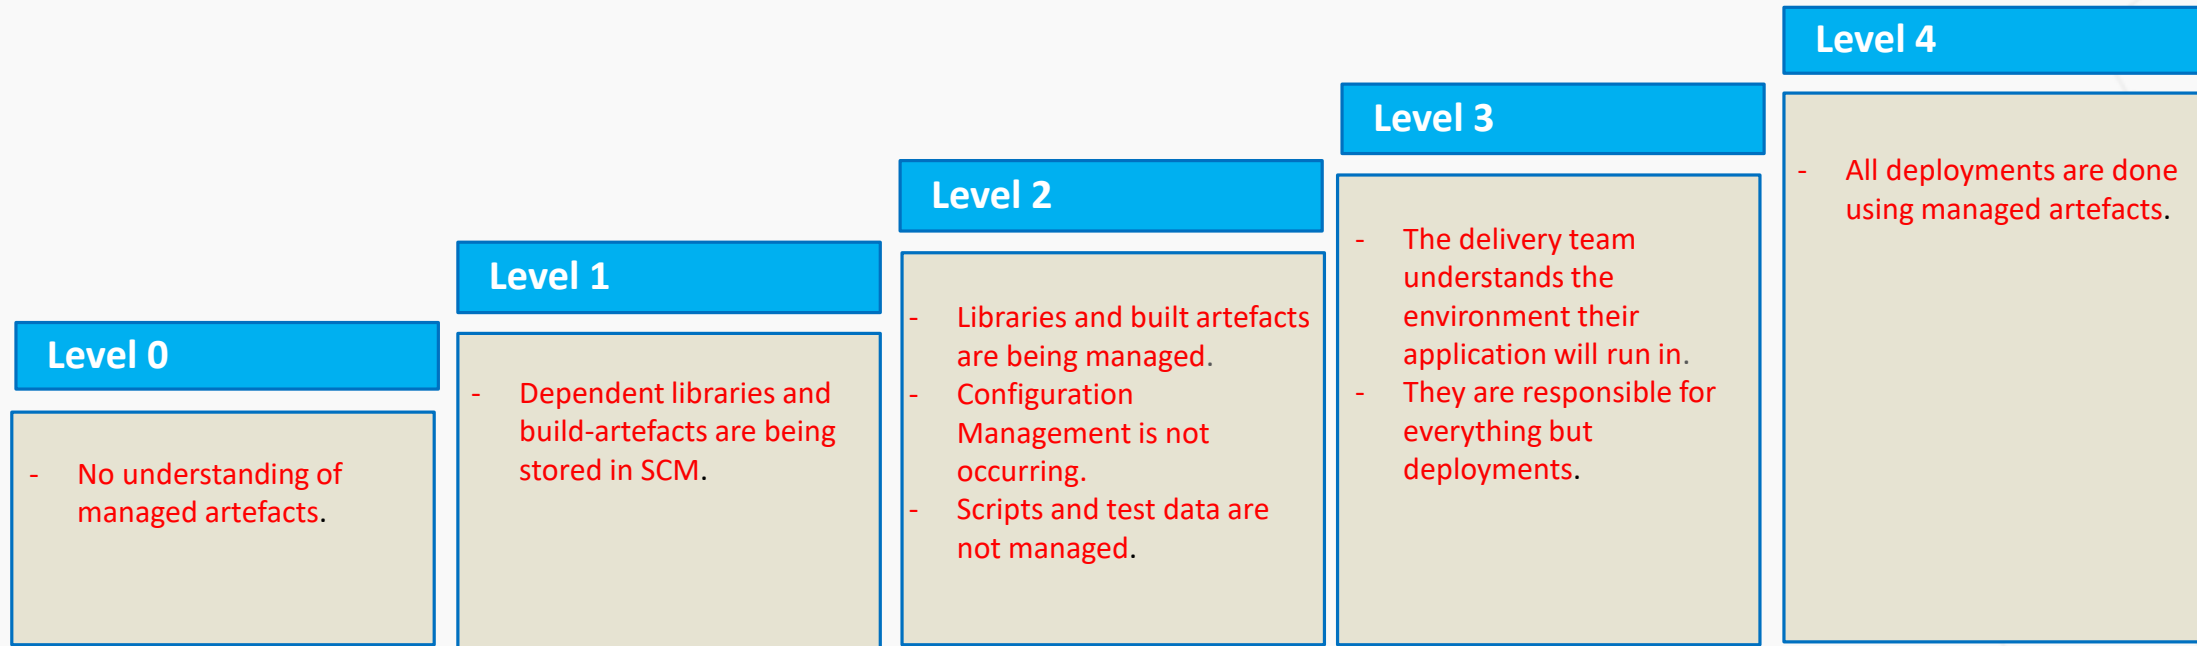 Level 0
- No understanding of
managed artefacts.
Level 1
- Dependent libraries and
build-artefacts are being
stored in SCM.
Level 2
- Libraries and built artefacts
are being managed.
- Configuration
Management is not
occurring.
- Scripts and test data are
not managed.
Level 3
- The delivery team
understands the
environment their
application will run in.
- They are responsible for
everything but
deployments.
Level 4
- All deployments are done
using managed artefacts.